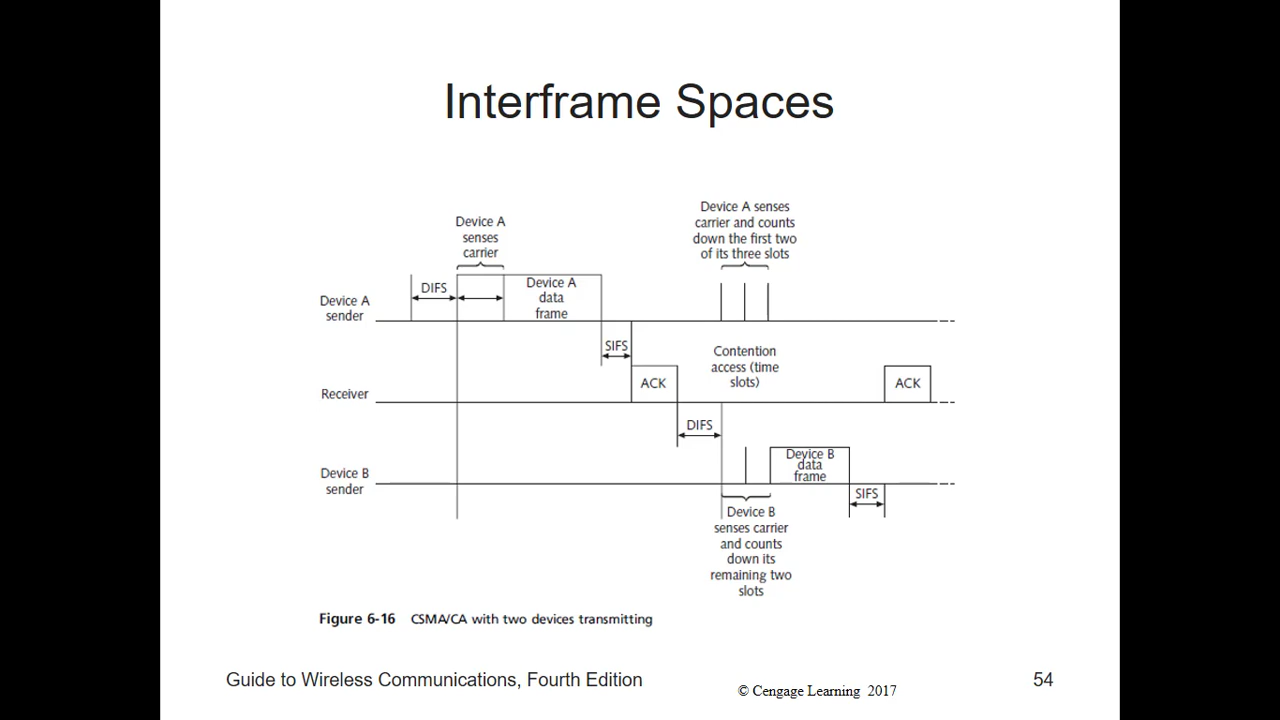 Interframe Spaces
Device A
senses
carrier
Device A senses
carrier and counts
down the first two
of its three slots
DIFS
Device A
data
frame
Device A
sender
SIFS
Contention
access (time
slots)
ACK
ACK
Receiver
DIFS
Device B
data
frame
Device B
sender
SIFS
Device B
senses carrier
and counts
down its
remaining two
slots
Figure 6-16 CSMA/CA with two devices transmitting
Guide to Wireless Communications, Fourth Edition
© Cengage Learning 2017
54